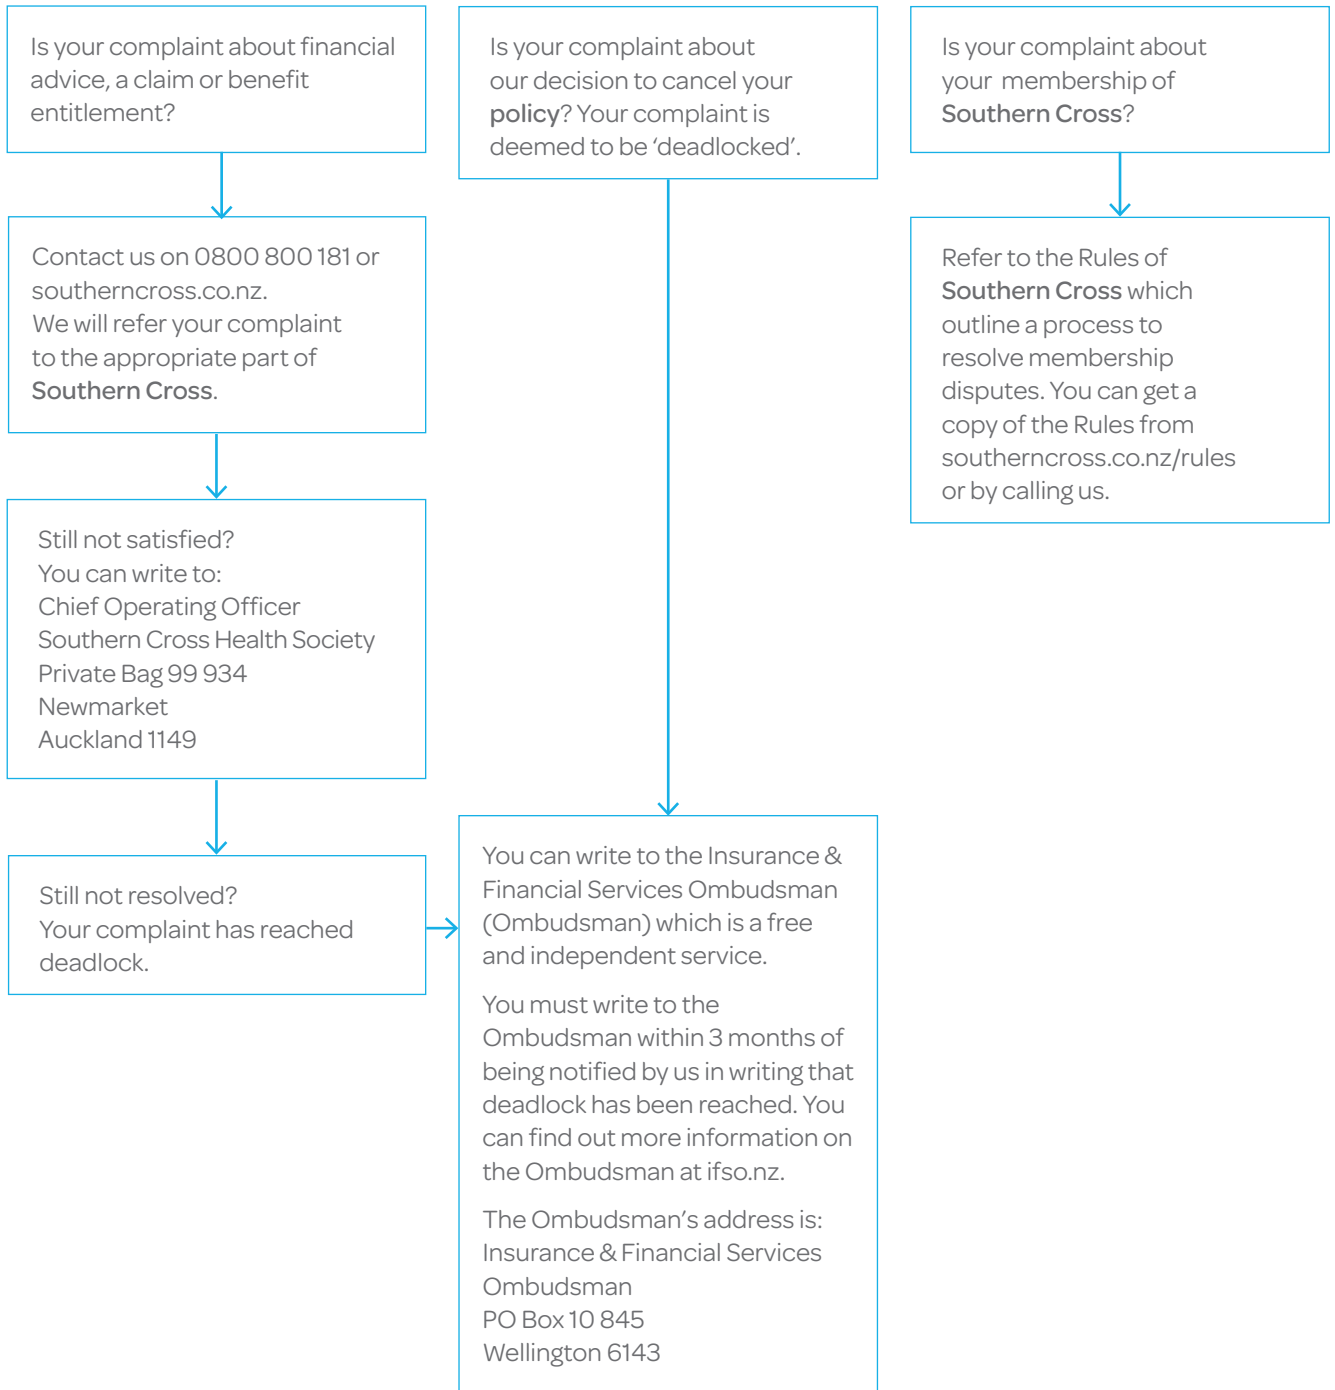 Is your complaint about financial
advice, a claim or benefit
entitlement?
Contact us on 0800 800 181 or
southerncross.co.nz.
We will refer your complaint
to the appropriate part of
Southern Cross.
Still not satisfied?
You can write to:
Chief Operating Officer
Southern Cross Health Society
Private Bag 99 934
Newmarket
Auckland 1149
Still not resolved?
Your complaint has reached
deadlock.
Is your complaint about
our decision to cancel your
policy? Your complaint is
deemed to be ‘deadlocked’.
You can write to the Insurance &
Financial Services Ombudsman
(Ombudsman) which is a free
and independent service.
You must write to the
Ombudsman within 3 months of
being notified by us in writing that
deadlock has been reached. You
can find out more information on
the Ombudsman at ifso.nz.
The Ombudsman’s address is:
Insurance & Financial Services
Ombudsman
PO Box 10 845
Wellington 6143
Is your complaint about
your membership of
Southern Cross?
Refer to the Rules of
Southern Cross which
outline a process to
resolve membership
disputes. You can get a
copy of the Rules from
southerncross.co.nz/rules
or by calling us.